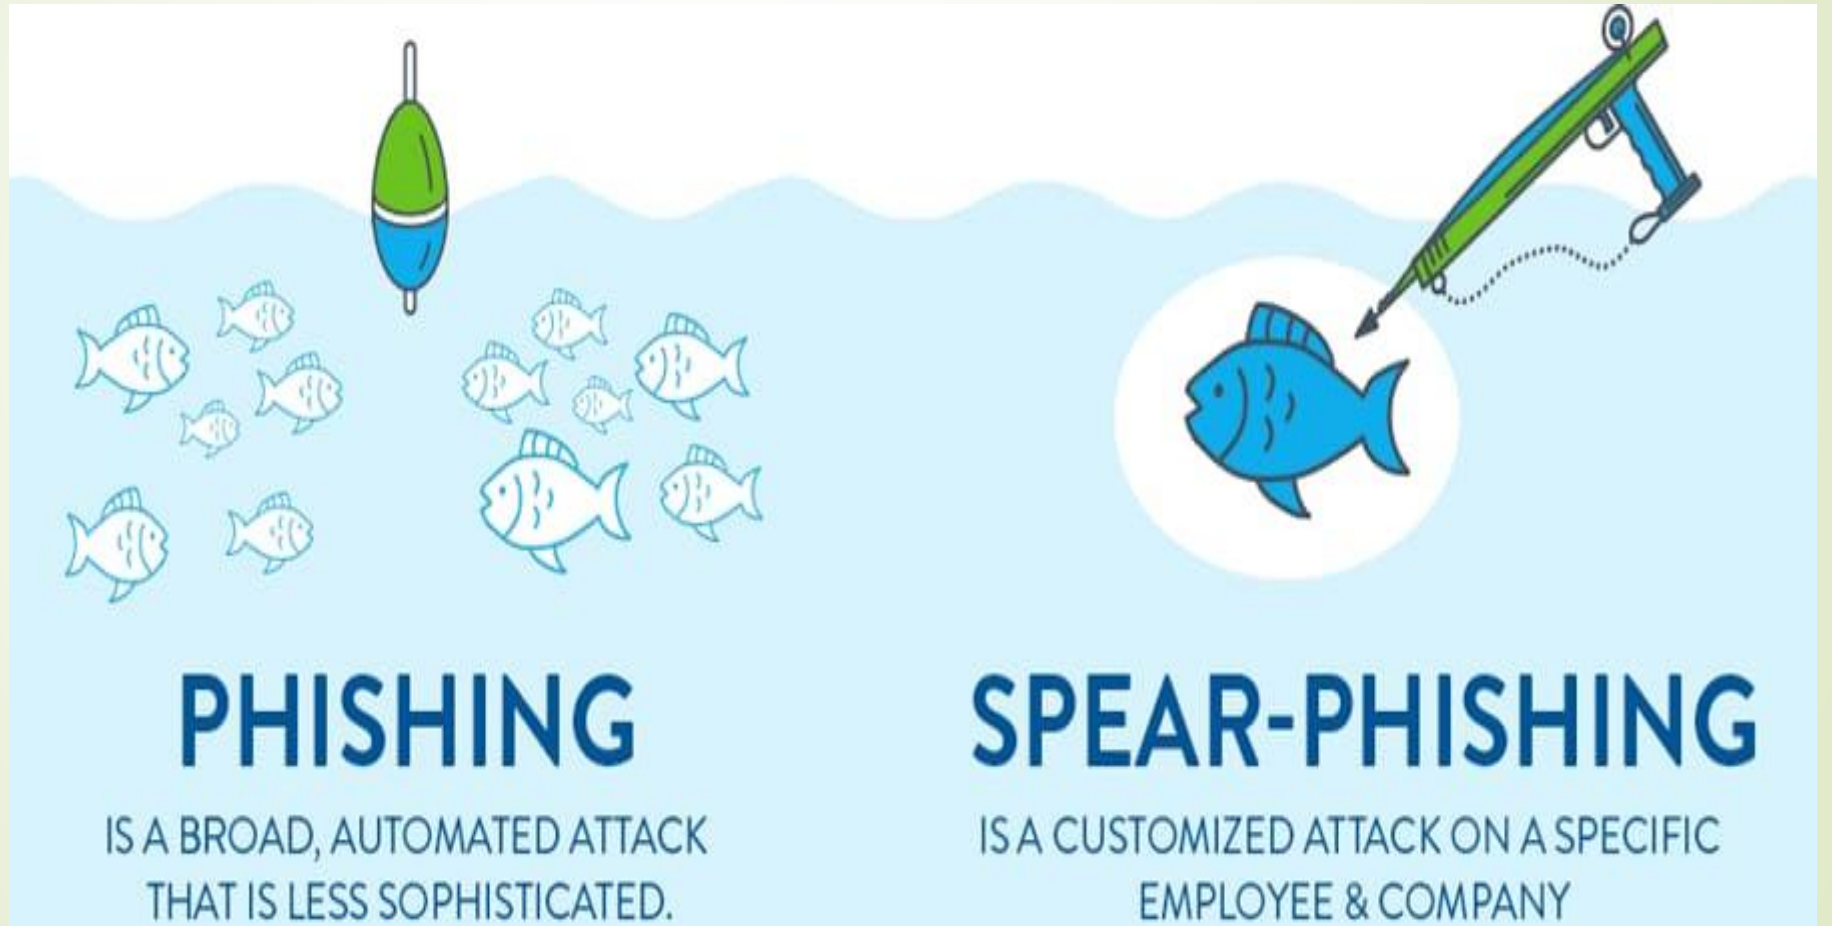 PHISHING
IS A BROAD, AUTOMATED ATTACK
THAT IS LESS SOPHISTICATED.
SPEAR-PHISHING
IS A CUSTOMIZED ATTACK ON A SPECIFIC
EMPLOYEE & COMPANY